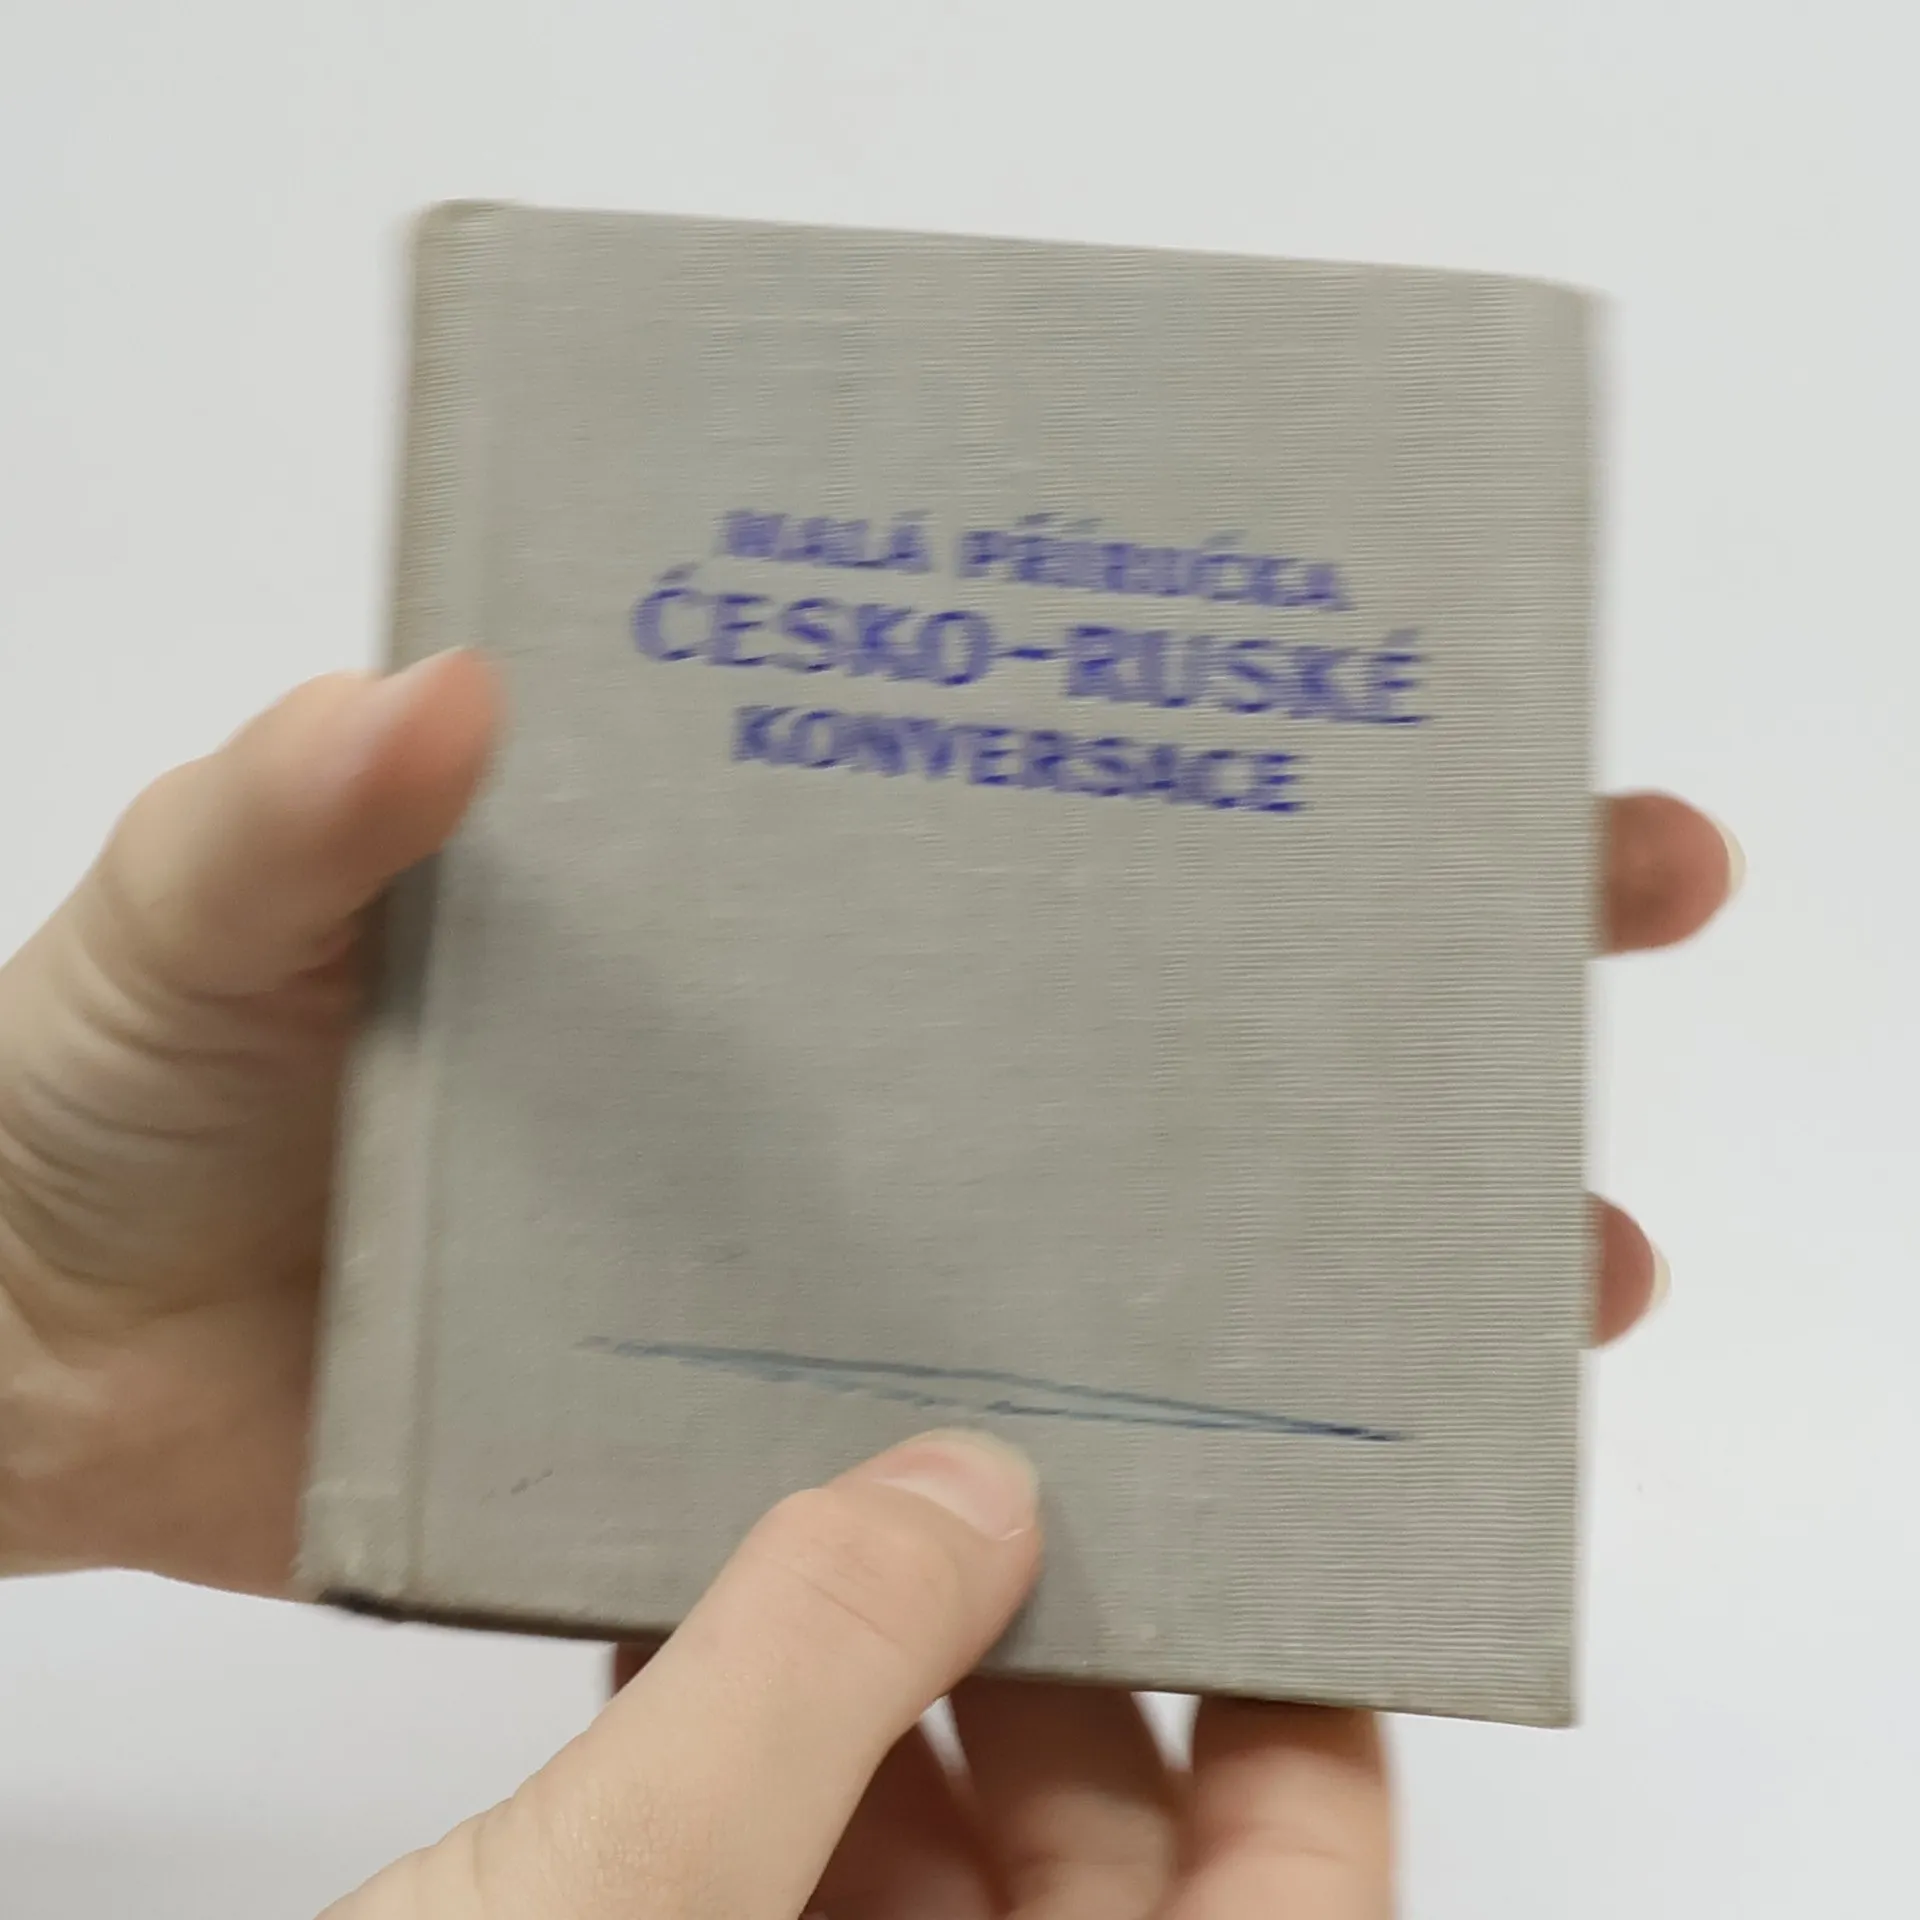 MALÁ PŘÍRUČKA
ČESKO-RUSKÉ
KONVERSACE